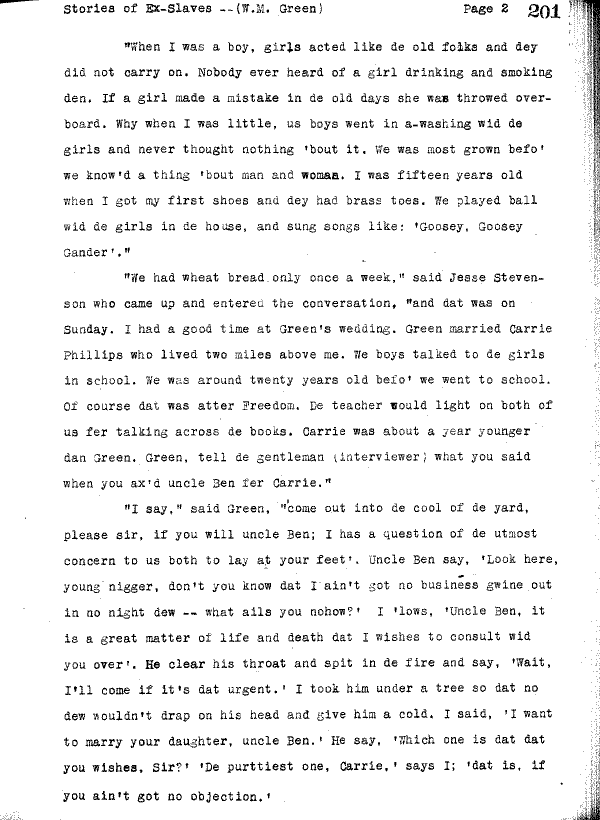 Stories of Ex-Slaves --(W.M. Green) Page 2 201
"When I was a boy, girls acted like de old folks and dey
did not carry on. Nobody ever heard of a girl drinking and smoking
den. If a girl made a mistake in de old days she was throwed over-
board. Why when I was little, us boys went in a-washing wid de
girls and never thought nothing 'bout it. We was most grown befo'
we know'd a thing 'bout man and woman. I was fifteen years old
when I got my first shoes and dey had brass toes. We played ball
wid de girls in de house, and sung songs like: 'Goosey, Goosey
Gander'."
"We had wheat bread only once a week," said Jesse Steven-
son who came up and entered the conversation, "and dat was on
Sunday. I had a good time at Green's wedding. Green married Carrie
Phillips who lived two miles above me. We boys talked to de girls
in school. We was around twenty years old befo' we went to school.
Of course dat was atter Freedom. De teacher would light on both of
us fer talking across de books. Carrie was about a year younger
dan Green. Green, tell de gentleman (interviewer) what you said
when you ax'd uncle Ben fer Carrie."
"I say," said Green, "'come out into de cool of de yard,
please sir, if you will uncle Ben; I has a question of de utmost
concern to us both to lay at your feet'. Uncle Ben say, 'Look here,
young nigger, don't you know dat I ain't got no business gwine out
in no night dew -- what ails you nohow?' I 'lows, 'Uncle Ben, it
is a great matter of life and death dat I wishes to consult wid
you over'. He clear his throat and spit in de fire and say, 'Wait,
I'll come if it's dat urgent.' I took him under a tree so dat no
dew wouldn't drap on his head and give him a cold. I said, 'I want
to marry your daughter, uncle Ben.' He say, 'Which one is dat dat
you wishes, Sir?' 'De purttiest one, Carrie,' says I; 'dat is, if
you ain't got no objection.'